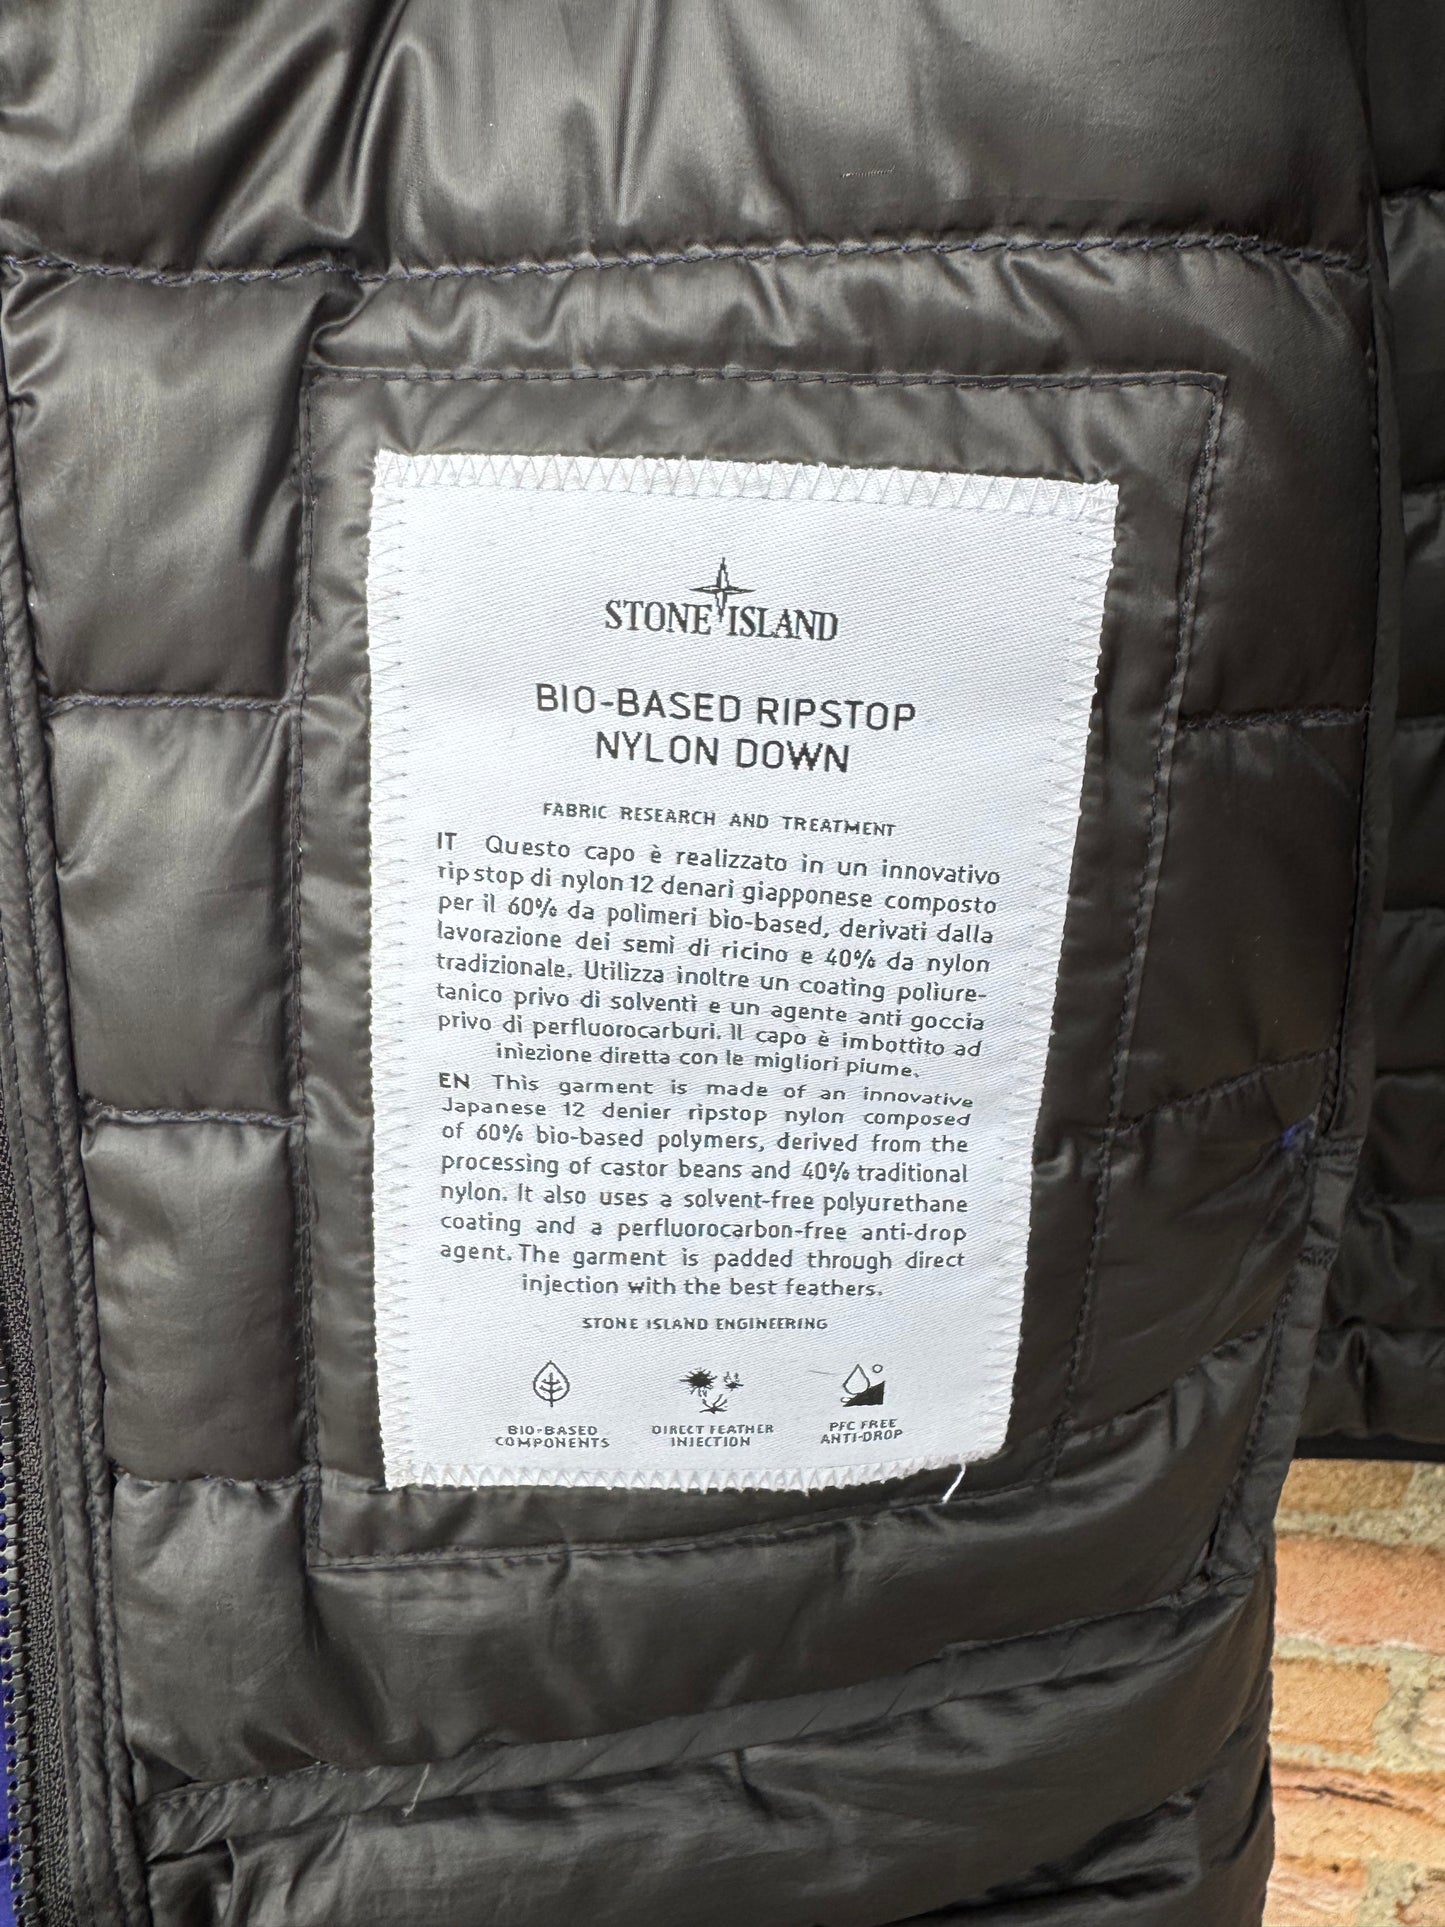 STONE ISLAND
BIO-BASED RIPSTOP
NYLON DOWN
FABRIC RESEARCH AND TREATMENT
IT Questo capo è realizzato in un innovativo
ripstop di nylon 12 denari giapponese composto
per il 60% da polimeri bio-based, derivati dalla
lavorazione dei semi di ricino e 40% da nylon
tradizionale. Utilizza inoltre un coating poliure-
tanico privo di solventi e un agente anti goccia
privo di perfluorocarburi. Il capo è imbottito ad
iniezione diretta con le migliori piume.
EN This garment is made of an innovative
Japanese 12 denier ripstop nylon composed
of 60% bio-based polymers, derived from the
processing of castor beans and 40% traditional
nylon. It also uses a solvent-free polyurethane
coating and a perfluorocarbon-free anti-drop
agent. The garment is padded through direct
injection with the best feathers.
STONE ISLAND ENGINEERING
BIO-BASED
COMPONENTS
DIRECT FEATHER
INJECTION
PFC FREE
ANTI-DROP